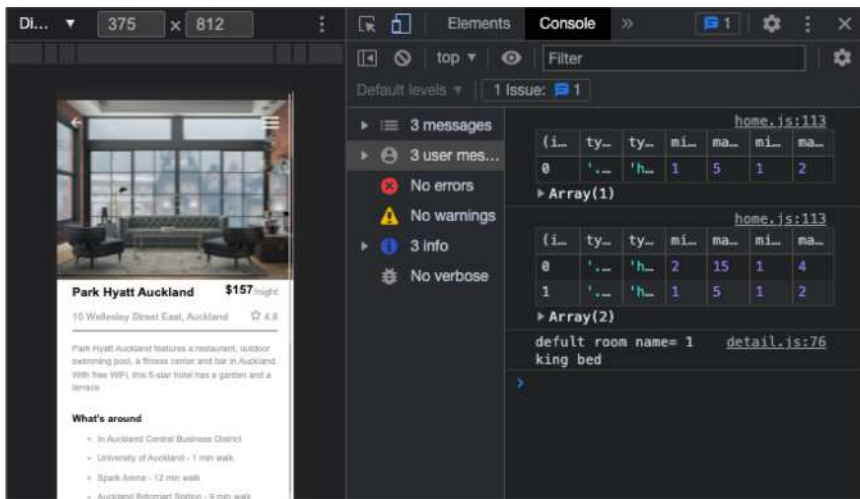 Di... ▼ 375 x 812
Elements Console » 1
top ▼ Filter
Default levels ▼ 1 Issue: 1
3 messages
3 user mes...
No errors
No warnings
3 info
No verbose
home.js:113
(i… ty… ty… mi… ma… mi… ma…
0 '.… 'h… 1 5 1 2
▶ Array(1)
home.js:113
(i… ty… ty… mi… ma… mi… ma…
0 '.… 'h… 2 15 1 4
1 '.… 'h… 1 5 1 2
▶ Array(2)
defult room name= 1 detail.js:76
king bed
Park Hyatt Auckland $157/night
10 Wellesley Street East, Auckland 4.8
Park Hyatt Auckland features a restaurant, outdoor
swimming pool, a fitness center and bar in Auckland.
With free WiFi, this 5-star hotel has a garden and a
terrace
What's around
In Auckland Central Business District
University of Auckland - 1 min walk
Spark Arena - 12 min walk
Auckland Britomart Station - 9 min walk